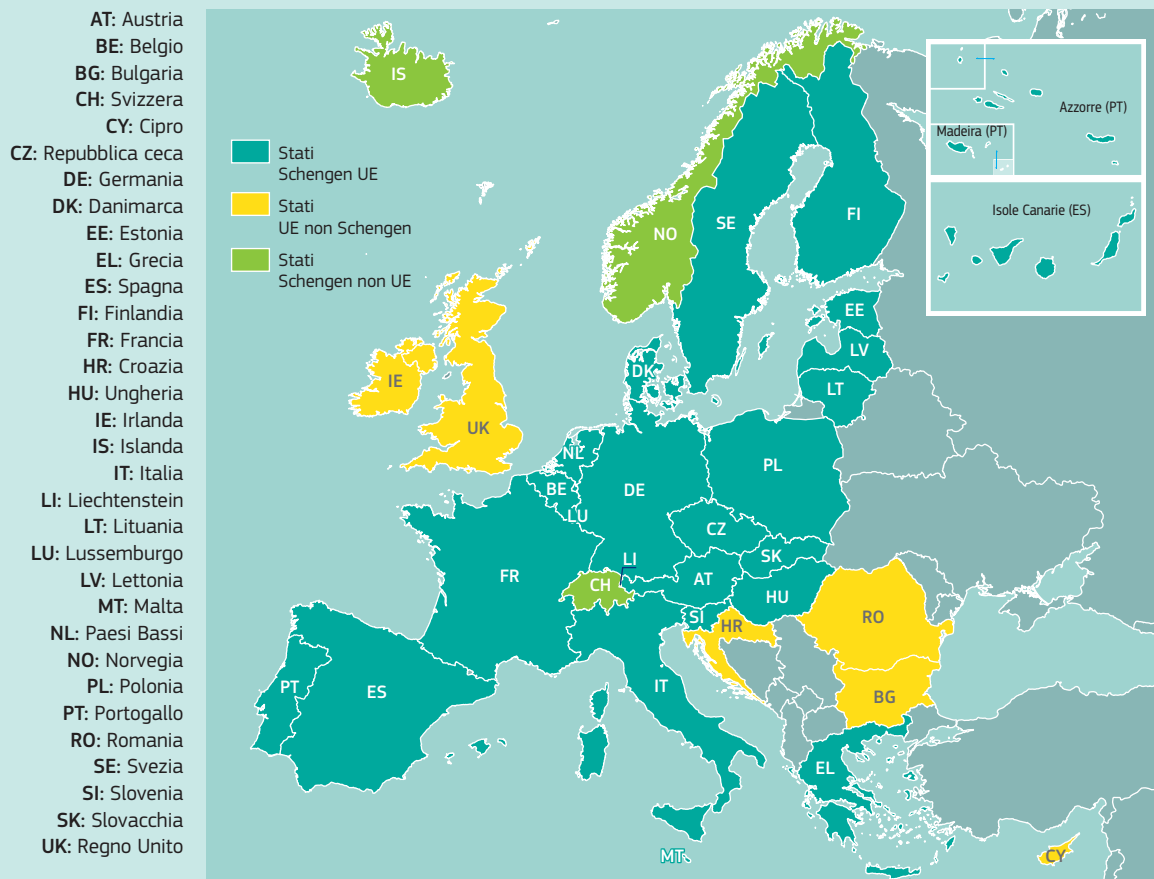 AT: Austria
BE: Belgio
BG: Bulgaria
CH: Svizzera
CY: Cipro
CZ: Repubblica ceca
DE: Germania
DK: Danimarca
EE: Estonia
EL: Grecia
ES: Spagna
FI: Finlandia
FR: Francia
HR: Croazia
HU: Ungheria
IE: Irlanda
IS: Islanda
IT: Italia
LI: Liechtenstein
LT: Lituania
LU: Lussemburgo
LV: Lettonia
MT: Malta
NL: Paesi Bassi
NO: Norvegia
PL: Polonia
PT: Portogallo
RO: Romania
SE: Svezia
SI: Slovenia
SK: Slovacchia
UK: Regno Unito
Stati
Schengen UE
Stati
UE non Schengen
Stati
Schengen non UE
Azzorre (PT)
Madeira (PT)
Isole Canarie (ES)
IS
NO
SE
FI
EE
LV
LT
DK
IE
UK
NL
BE
LU
DE
PL
CZ
SK
LI
CH
AT
HU
FR
SI
HR
RO
BG
PT
ES
IT
EL
MT
CY